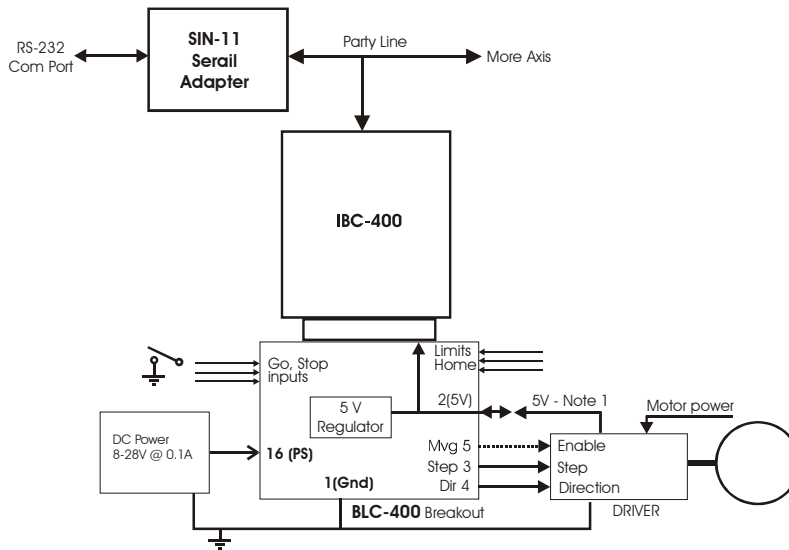 RS-232
Com Port
SIN-11
Serail
Adapter
Party Line
More Axis
IBC-400
Go, Stop
inputs
Limits
Home
5 V
Regulator
2(5V)
5V - Note 1
Motor power
DC Power
8-28V @ 0.1A
16 (PS)
Mvg 5
Enable
Step 3
Step
1(Gnd)
Dir 4
Direction
BLC-400 Breakout
DRIVER